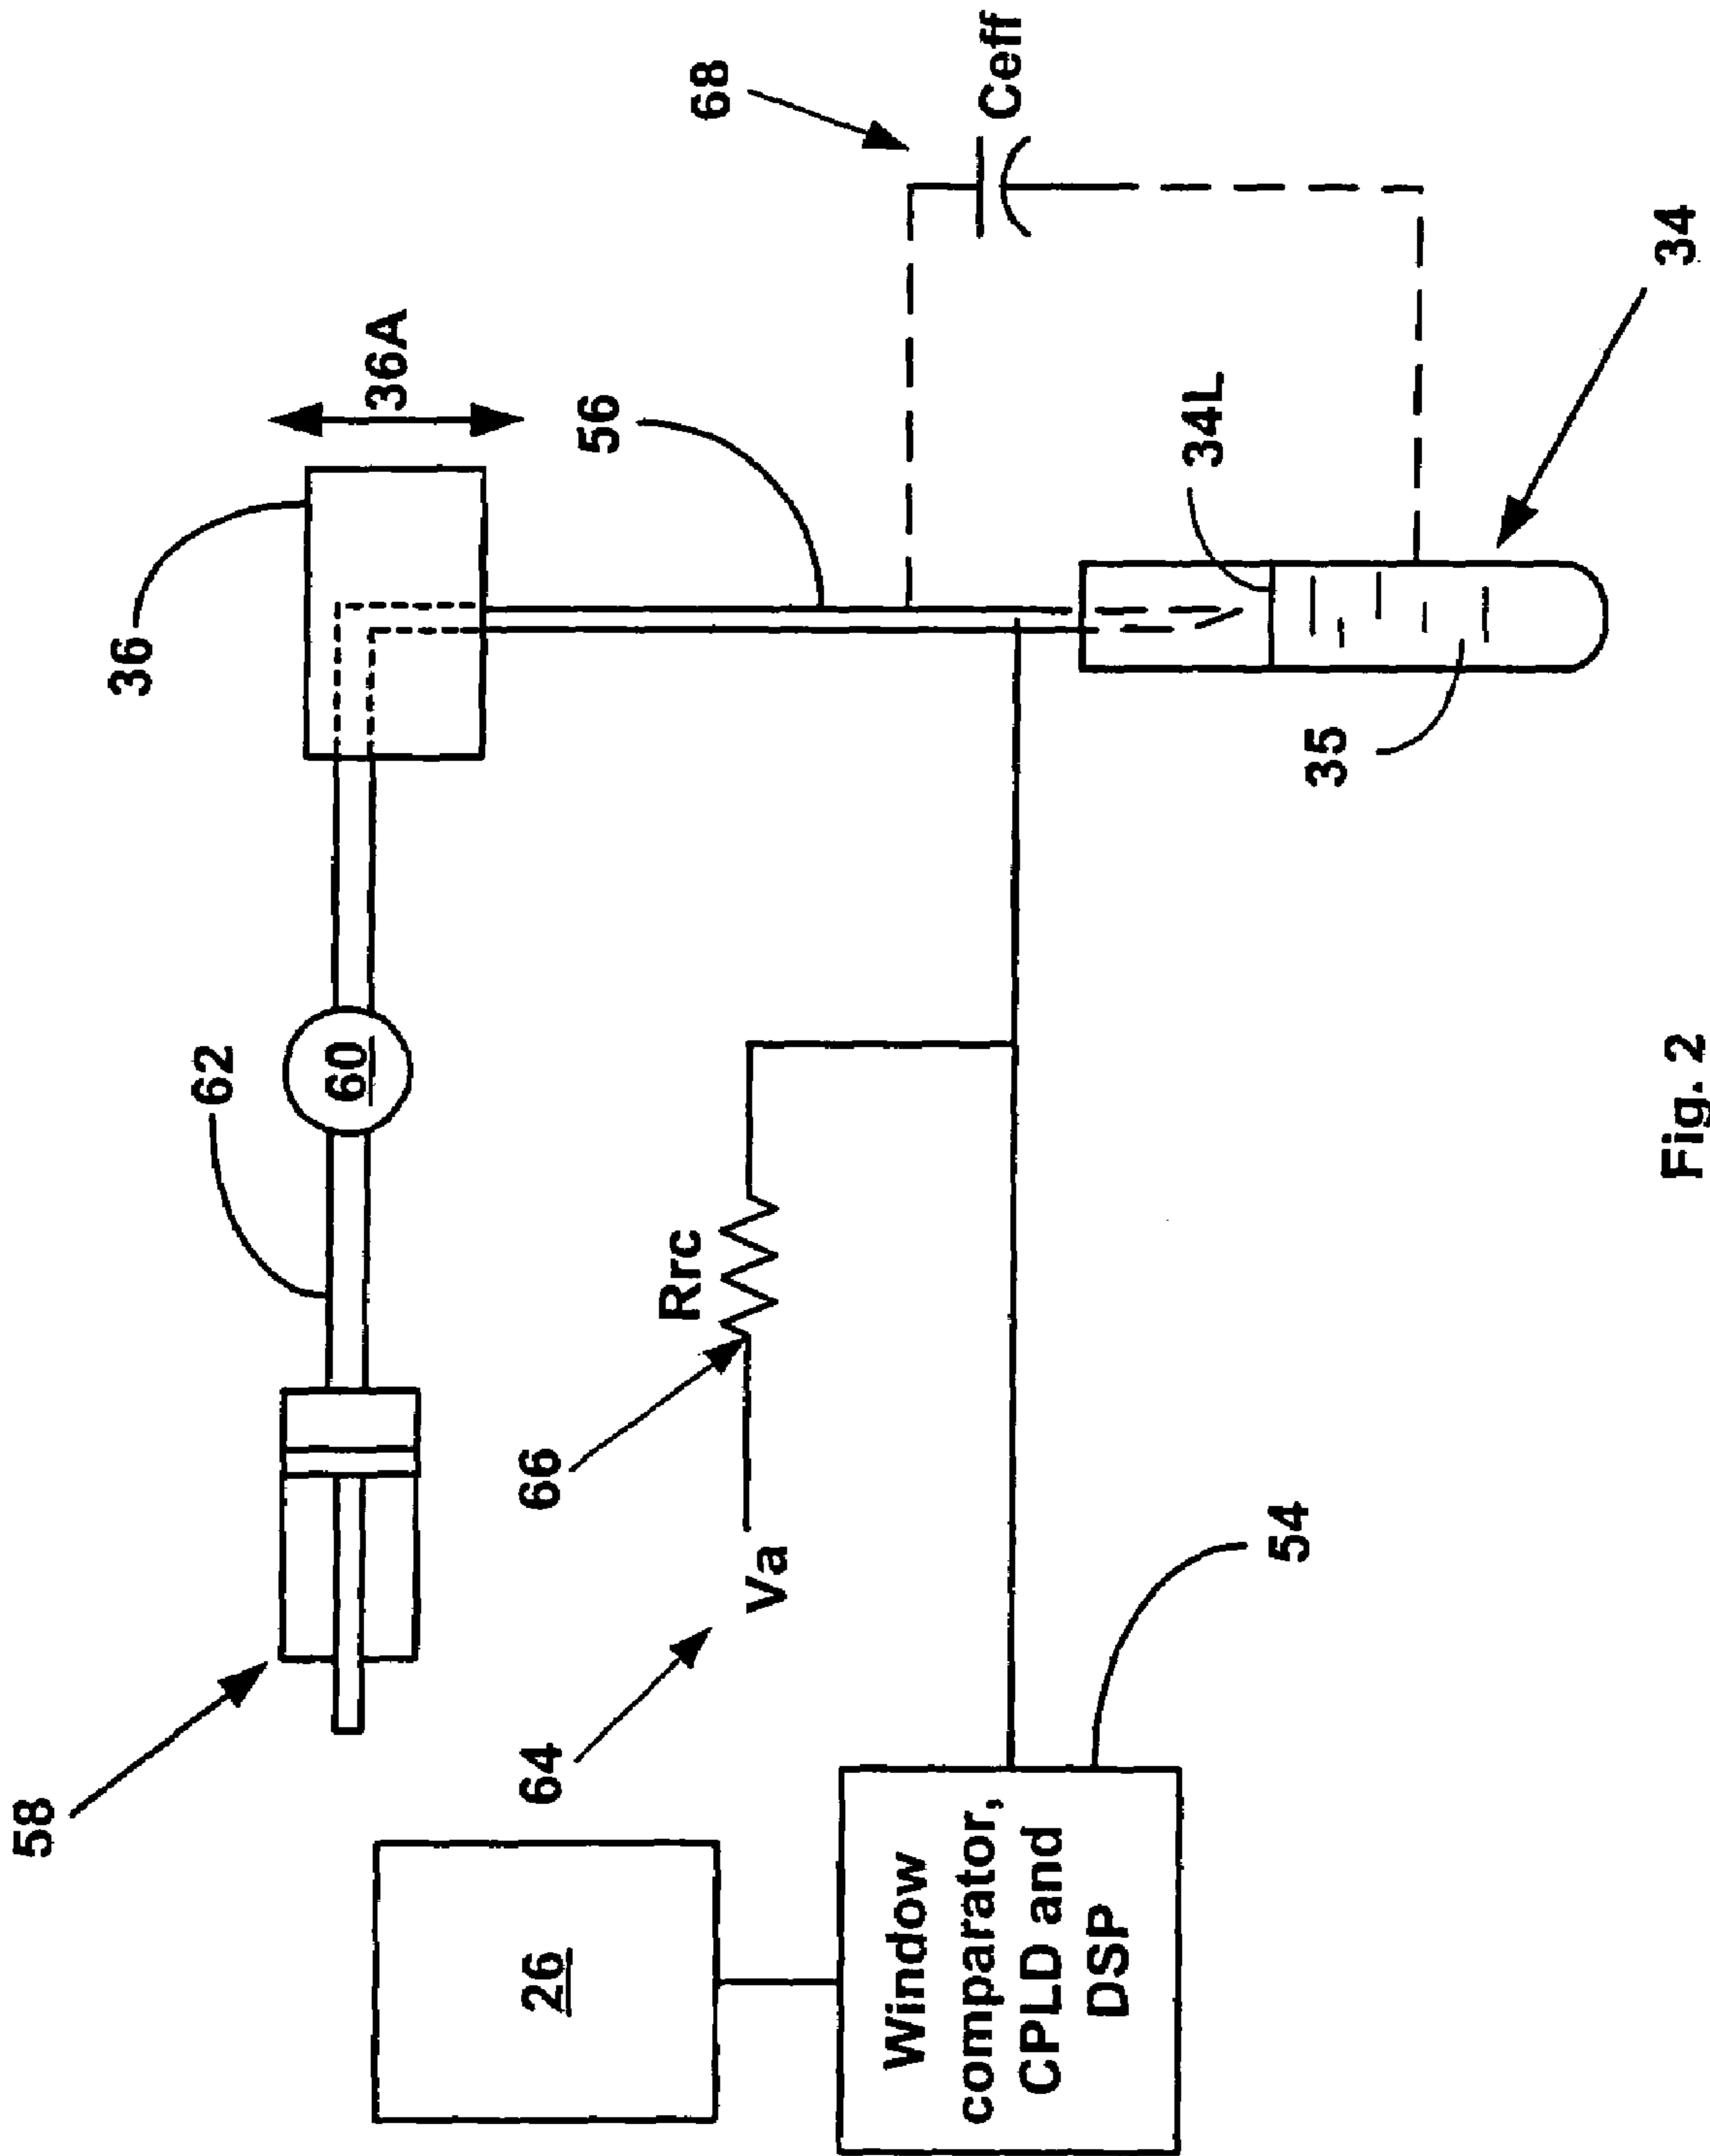 58
62
60
36
36A
56
68
Ceff
64
66
Va
Rrc
26
Window
comparator,
CPLD and
DSP
54
34L
35
34
Fig. 2